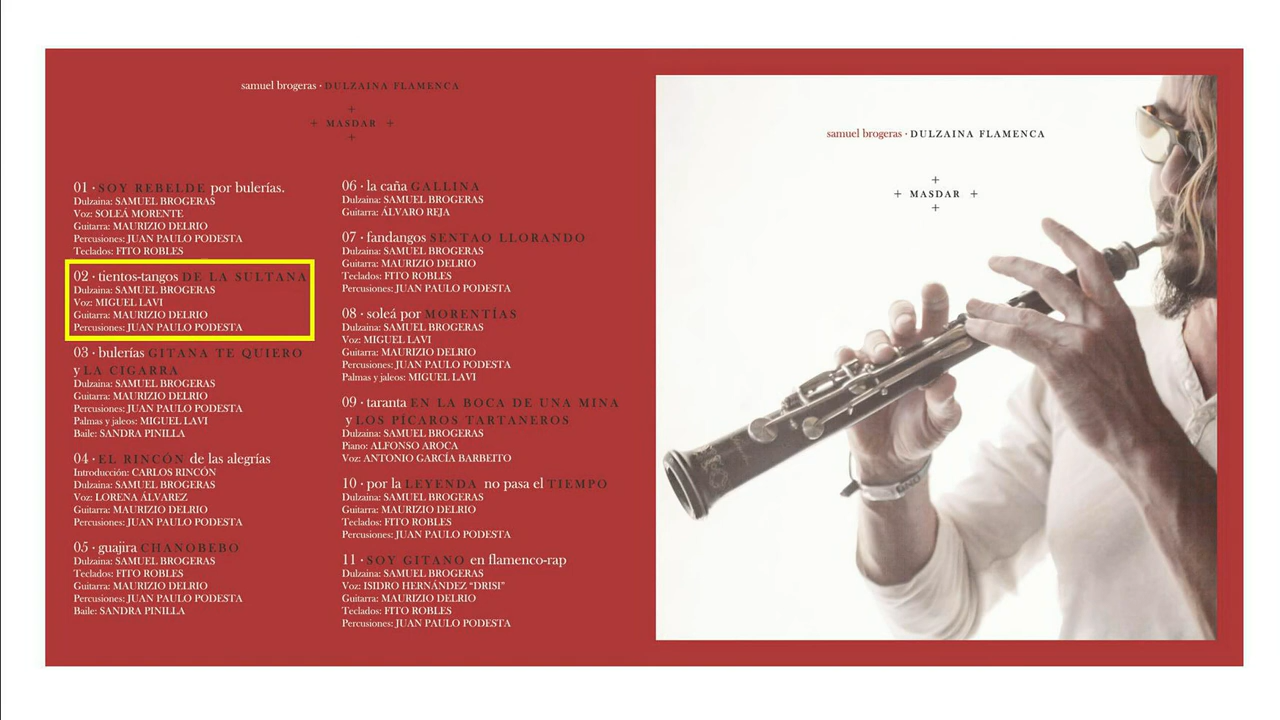 samuel brogeras · DULZAINA FLAMENCA
+
+ MASDAR +
+
01 · SOY REBELDE por bulerías.
Dulzaina: SAMUEL BROGERAS
Voz: SOLEÁ MORENTE
Guitarra: MAURIZIO DELRIO
Percusiones: JUAN PAULO PODESTA
Teclados: FITO ROBLES
02 · tientos-tangos DE LA SULTANA
Dulzaina: SAMUEL BROGERAS
Voz: MIGUEL LAVI
Guitarra: MAURIZIO DELRIO
Percusiones: JUAN PAULO PODESTA
03 · bulerías GITANA TE QUIERO
y LA CIGARRA
Dulzaina: SAMUEL BROGERAS
Guitarra: MAURIZIO DELRIO
Percusiones: JUAN PAULO PODESTA
Palmas y jaleos: MIGUEL LAVI
Baile: SANDRA PINILLA
04 · EL RINCÓN de las alegrías
Introducción: CARLOS RINCÓN
Dulzaina: SAMUEL BROGERAS
Voz: LORENA ÁLVAREZ
Guitarra: MAURIZIO DELRIO
Percusiones: JUAN PAULO PODESTA
05 · guajira CHANOBEBO
Dulzaina: SAMUEL BROGERAS
Teclados: FITO ROBLES
Guitarra: MAURIZIO DELRIO
Percusiones: JUAN PAULO PODESTA
Baile: SANDRA PINILLA
06 · la caña GALLINA
Dulzaina: SAMUEL BROGERAS
Guitarra: ÁLVARO REJA
07 · fandangos SENTAO LLORANDO
Dulzaina: SAMUEL BROGERAS
Guitarra: MAURIZIO DELRIO
Teclados: FITO ROBLES
Percusiones: JUAN PAULO PODESTA
08 · soleá por MORENTÍAS
Dulzaina: SAMUEL BROGERAS
Voz: MIGUEL LAVI
Guitarra: MAURIZIO DELRIO
Percusiones: JUAN PAULO PODESTA
Palmas y jaleos: MIGUEL LAVI
09 · taranta EN LA BOCA DE UNA MINA
y LOS PÍCAROS TARTANEROS
Dulzaina: SAMUEL BROGERAS
Piano: ALFONSO AROCA
Voz: ANTONIO GARCÍA BARBEITO
10 · por la LEYENDA no pasa el TIEMPO
Dulzaina: SAMUEL BROGERAS
Guitarra: MAURIZIO DELRIO
Teclados: FITO ROBLES
Percusiones: JUAN PAULO PODESTA
11 · SOY GITANO en flamenco-rap
Dulzaina: SAMUEL BROGERAS
Voz: ISIDRO HERNÁNDEZ “DRISI”
Guitarra: MAURIZIO DELRIO
Teclados: FITO ROBLES
Percusiones: JUAN PAULO PODESTA
samuel brogeras · DULZAINA FLAMENCA
+
+ MASDAR +
+